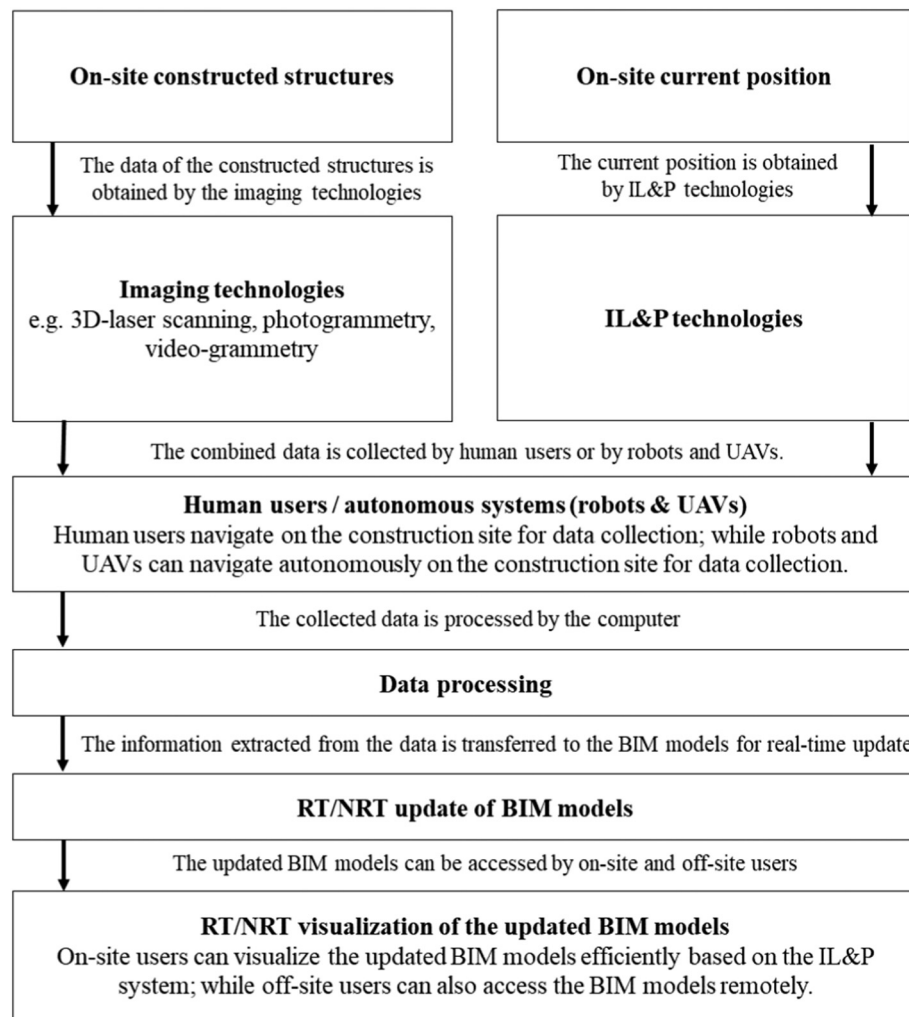 On-site constructed structures
On-site current position
The data of the constructed structures is
obtained by the imaging technologies
The current position is obtained
by IL&P technologies
Imaging technologies
e.g. 3D-laser scanning, photogrammetry,
video-grammetry
IL&P technologies
The combined data is collected by human users or by robots and UAVs.
Human users / autonomous systems (robots & UAVs)
Human users navigate on the construction site for data collection; while robots and
UAVs can navigate autonomously on the construction site for data collection.
The collected data is processed by the computer
Data processing
The information extracted from the data is transferred to the BIM models for real-time update
RT/NRT update of BIM models
The updated BIM models can be accessed by on-site and off-site users
RT/NRT visualization of the updated BIM models
On-site users can visualize the updated BIM models efficiently based on the IL&P
system; while off-site users can also access the BIM models remotely.